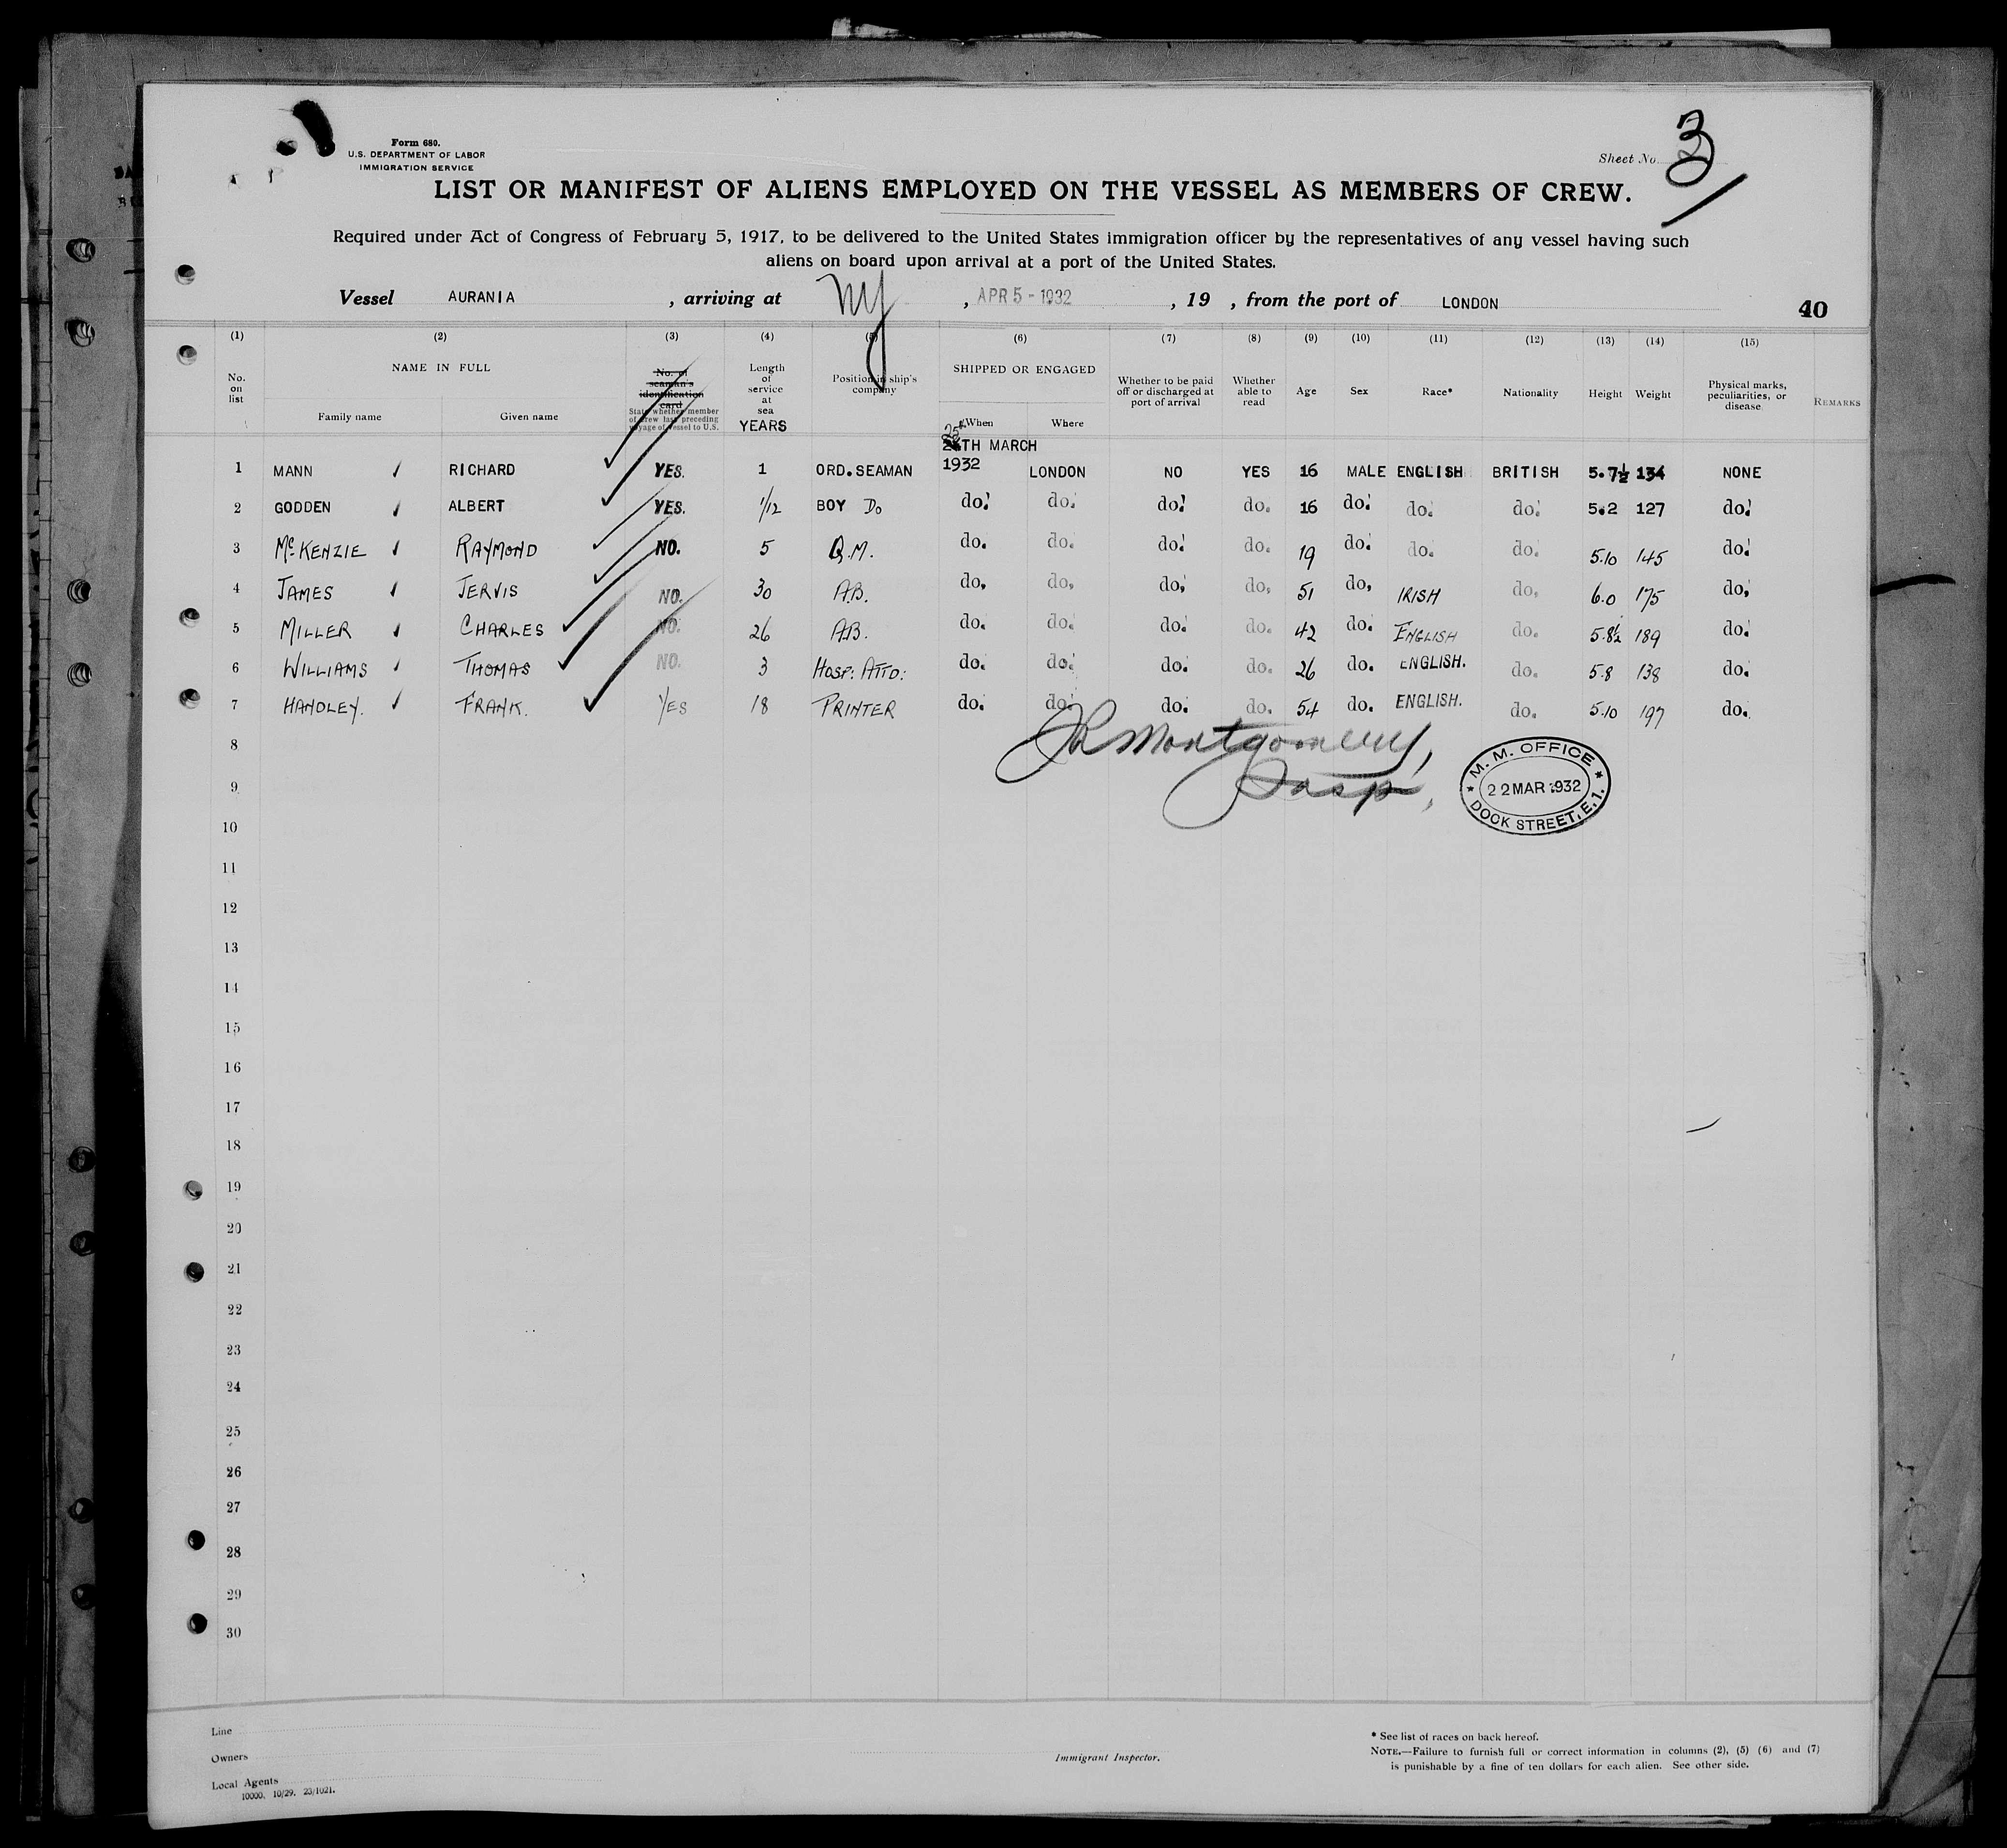 Form 680.
U.S. DEPARTMENT OF LABOR
IMMIGRATION SERVICE
Sheet No. 3
LIST OR MANIFEST OF ALIENS EMPLOYED ON THE VESSEL AS MEMBERS OF CREW.
Required under Act of Congress of February 5, 1917, to be delivered to the United States immigration officer by the representatives of any vessel having such
aliens on board upon arrival at a port of the United States.
Vessel AURANIA , arriving at NY , APR 5 - 1932 , 19 , from the port of LONDON
40
(1) (2) (3) (4) (5) (6) (7) (8) (9) (10) (11) (12) (13) (14) (15)
No. on list
NAME IN FULL
Family name Given name
No. of seaman's identification card
State whether member of crew last preceding voyage of vessel to U.S.
Length of service at sea YEARS
Position in ship's company
SHIPPED OR ENGAGED
When Where
Whether to be paid off or discharged at port of arrival
Whether able to read
Age Sex Race* Nationality Height Weight
Physical marks, peculiarities, or disease
REMARKS
25th
TH MARCH
1 MANN RICHARD YES. 1 ORD. SEAMAN 1932 LONDON NO YES 16 MALE ENGLISH BRITISH 5.7½ 134 NONE
2 GODDEN ALBERT YES. 1/12 BOY Do do. do. do. do. 16 do. do. do. 5.2 127 do.
3 McKENZIE RAYMOND NO. 5 Q.M. do. do. do. do. 19 do. do. do. 5.10 145 do.
4 JAMES JERVIS NO. 30 A.B. do. do. do. do. 51 do. IRISH do. 6.0 175 do.
5 MILLER CHARLES NO. 26 A.B. do. do. do. do. 42 do. ENGLISH do. 5.8½ 189 do.
6 WILLIAMS THOMAS NO. 3 HOSP: ATTD: do. do. do. do. 26 do. ENGLISH. do. 5.8 138 do.
7 HANDLEY. FRANK. YES 18 PRINTER do. do. do. do. 54 do. ENGLISH. do. 5.10 197 do.
8
JRMontgomery,
Insp,
M. M. OFFICE
22 MAR 1932
DOCK STREET, E.1.
9
10
11
12
13
14
15
16
17
18
19
20
21
22
23
24
25
26
27
28
29
30
Line
Owners
Local Agents
10000. 10/29. 23/1021.
Immigrant Inspector.
* See list of races on back hereof.
NOTE.—Failure to furnish full or correct information in columns (2), (5) (6) and (7)
is punishable by a fine of ten dollars for each alien. See other side.